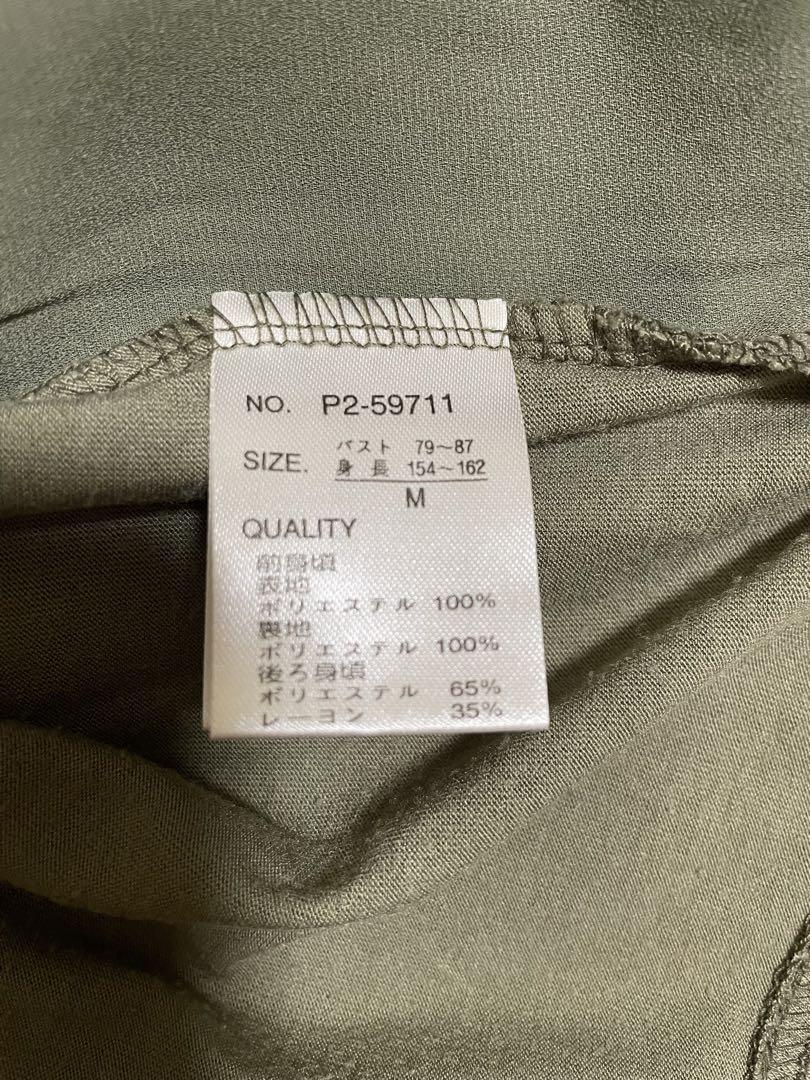 NO. P2-59711
SIZE. バスト 79～87
身長 154～162
M
QUALITY
前身頃
表地
ポリエステル 100%
裏地
ポリエステル 100%
後ろ身頃
ポリエステル 65%
レーヨン 35%